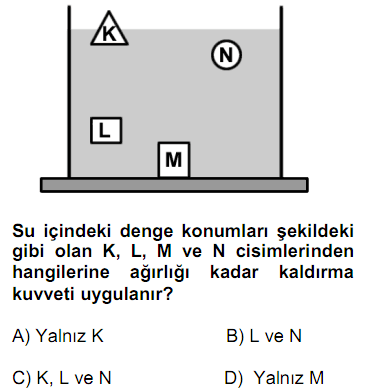 K
N
L
M
Su içindeki denge konumları şekildeki
gibi olan K, L, M ve N cisimlerinden
hangilerine ağırlığı kadar kaldırma
kuvveti uygulanır?
A) Yalnız K B) L ve N
C) K, L ve N D) Yalnız M